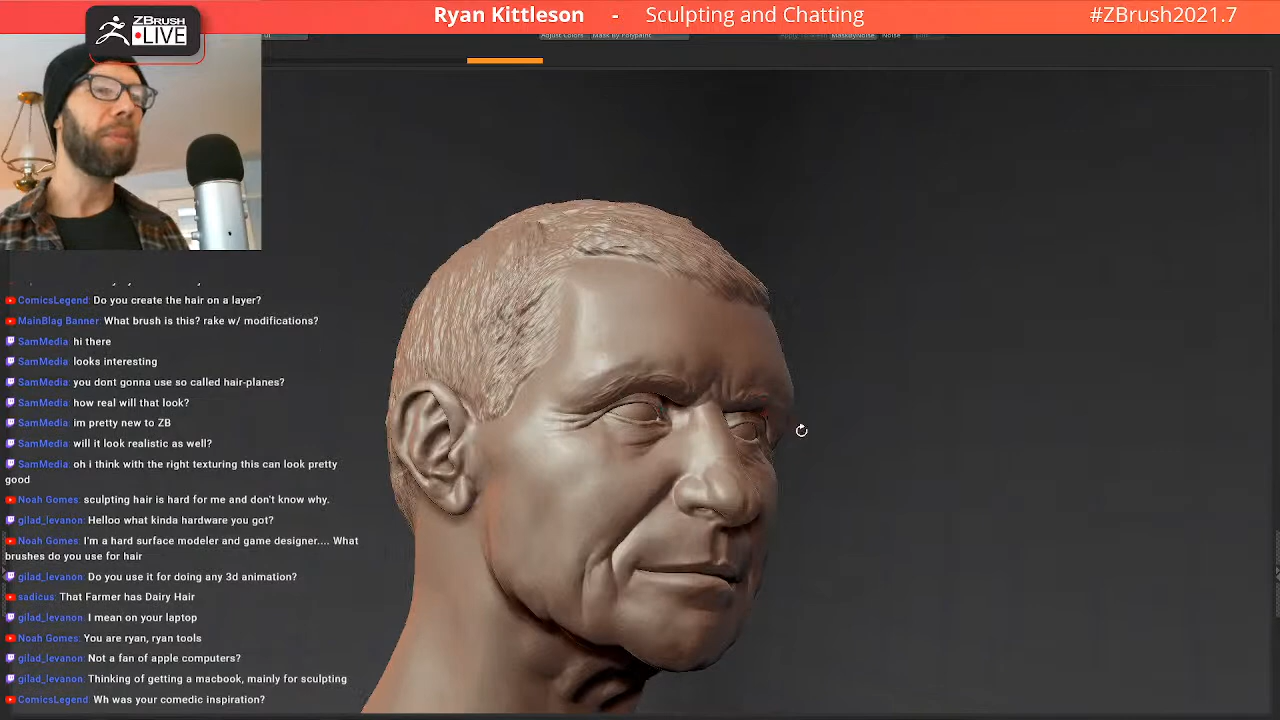 Ryan Kittleson - Sculpting and Chatting #ZBrush2021.7
ZBRUSH
LIVE
Adjust Colors Mask By Polypaint MaskByNoise Noise
ComicsLegend: Do you create the hair on a layer?
MainBlag Banner: What brush is this? rake w/ modifications?
SamMedia: hi there
SamMedia: looks interesting
SamMedia: you dont gonna use so called hair-planes?
SamMedia: how real will that look?
SamMedia: im pretty new to ZB
SamMedia: will it look realistic as well?
SamMedia: oh i think with the right texturing this can look pretty
good
Noah Gomes: sculpting hair is hard for me and don't know why.
gilad_levanon: Helloo what kinda hardware you got?
Noah Gomes: I'm a hard surface modeler and game designer.... What
brushes do you use for hair
gilad_levanon: Do you use it for doing any 3d animation?
sadicus: That Farmer has Dairy Hair
gilad_levanon: I mean on your laptop
Noah Gomes: You are ryan, ryan tools
gilad_levanon: Not a fan of apple computers?
gilad_levanon: Thinking of getting a macbook, mainly for sculpting
ComicsLegend: Wh was your comedic inspiration?